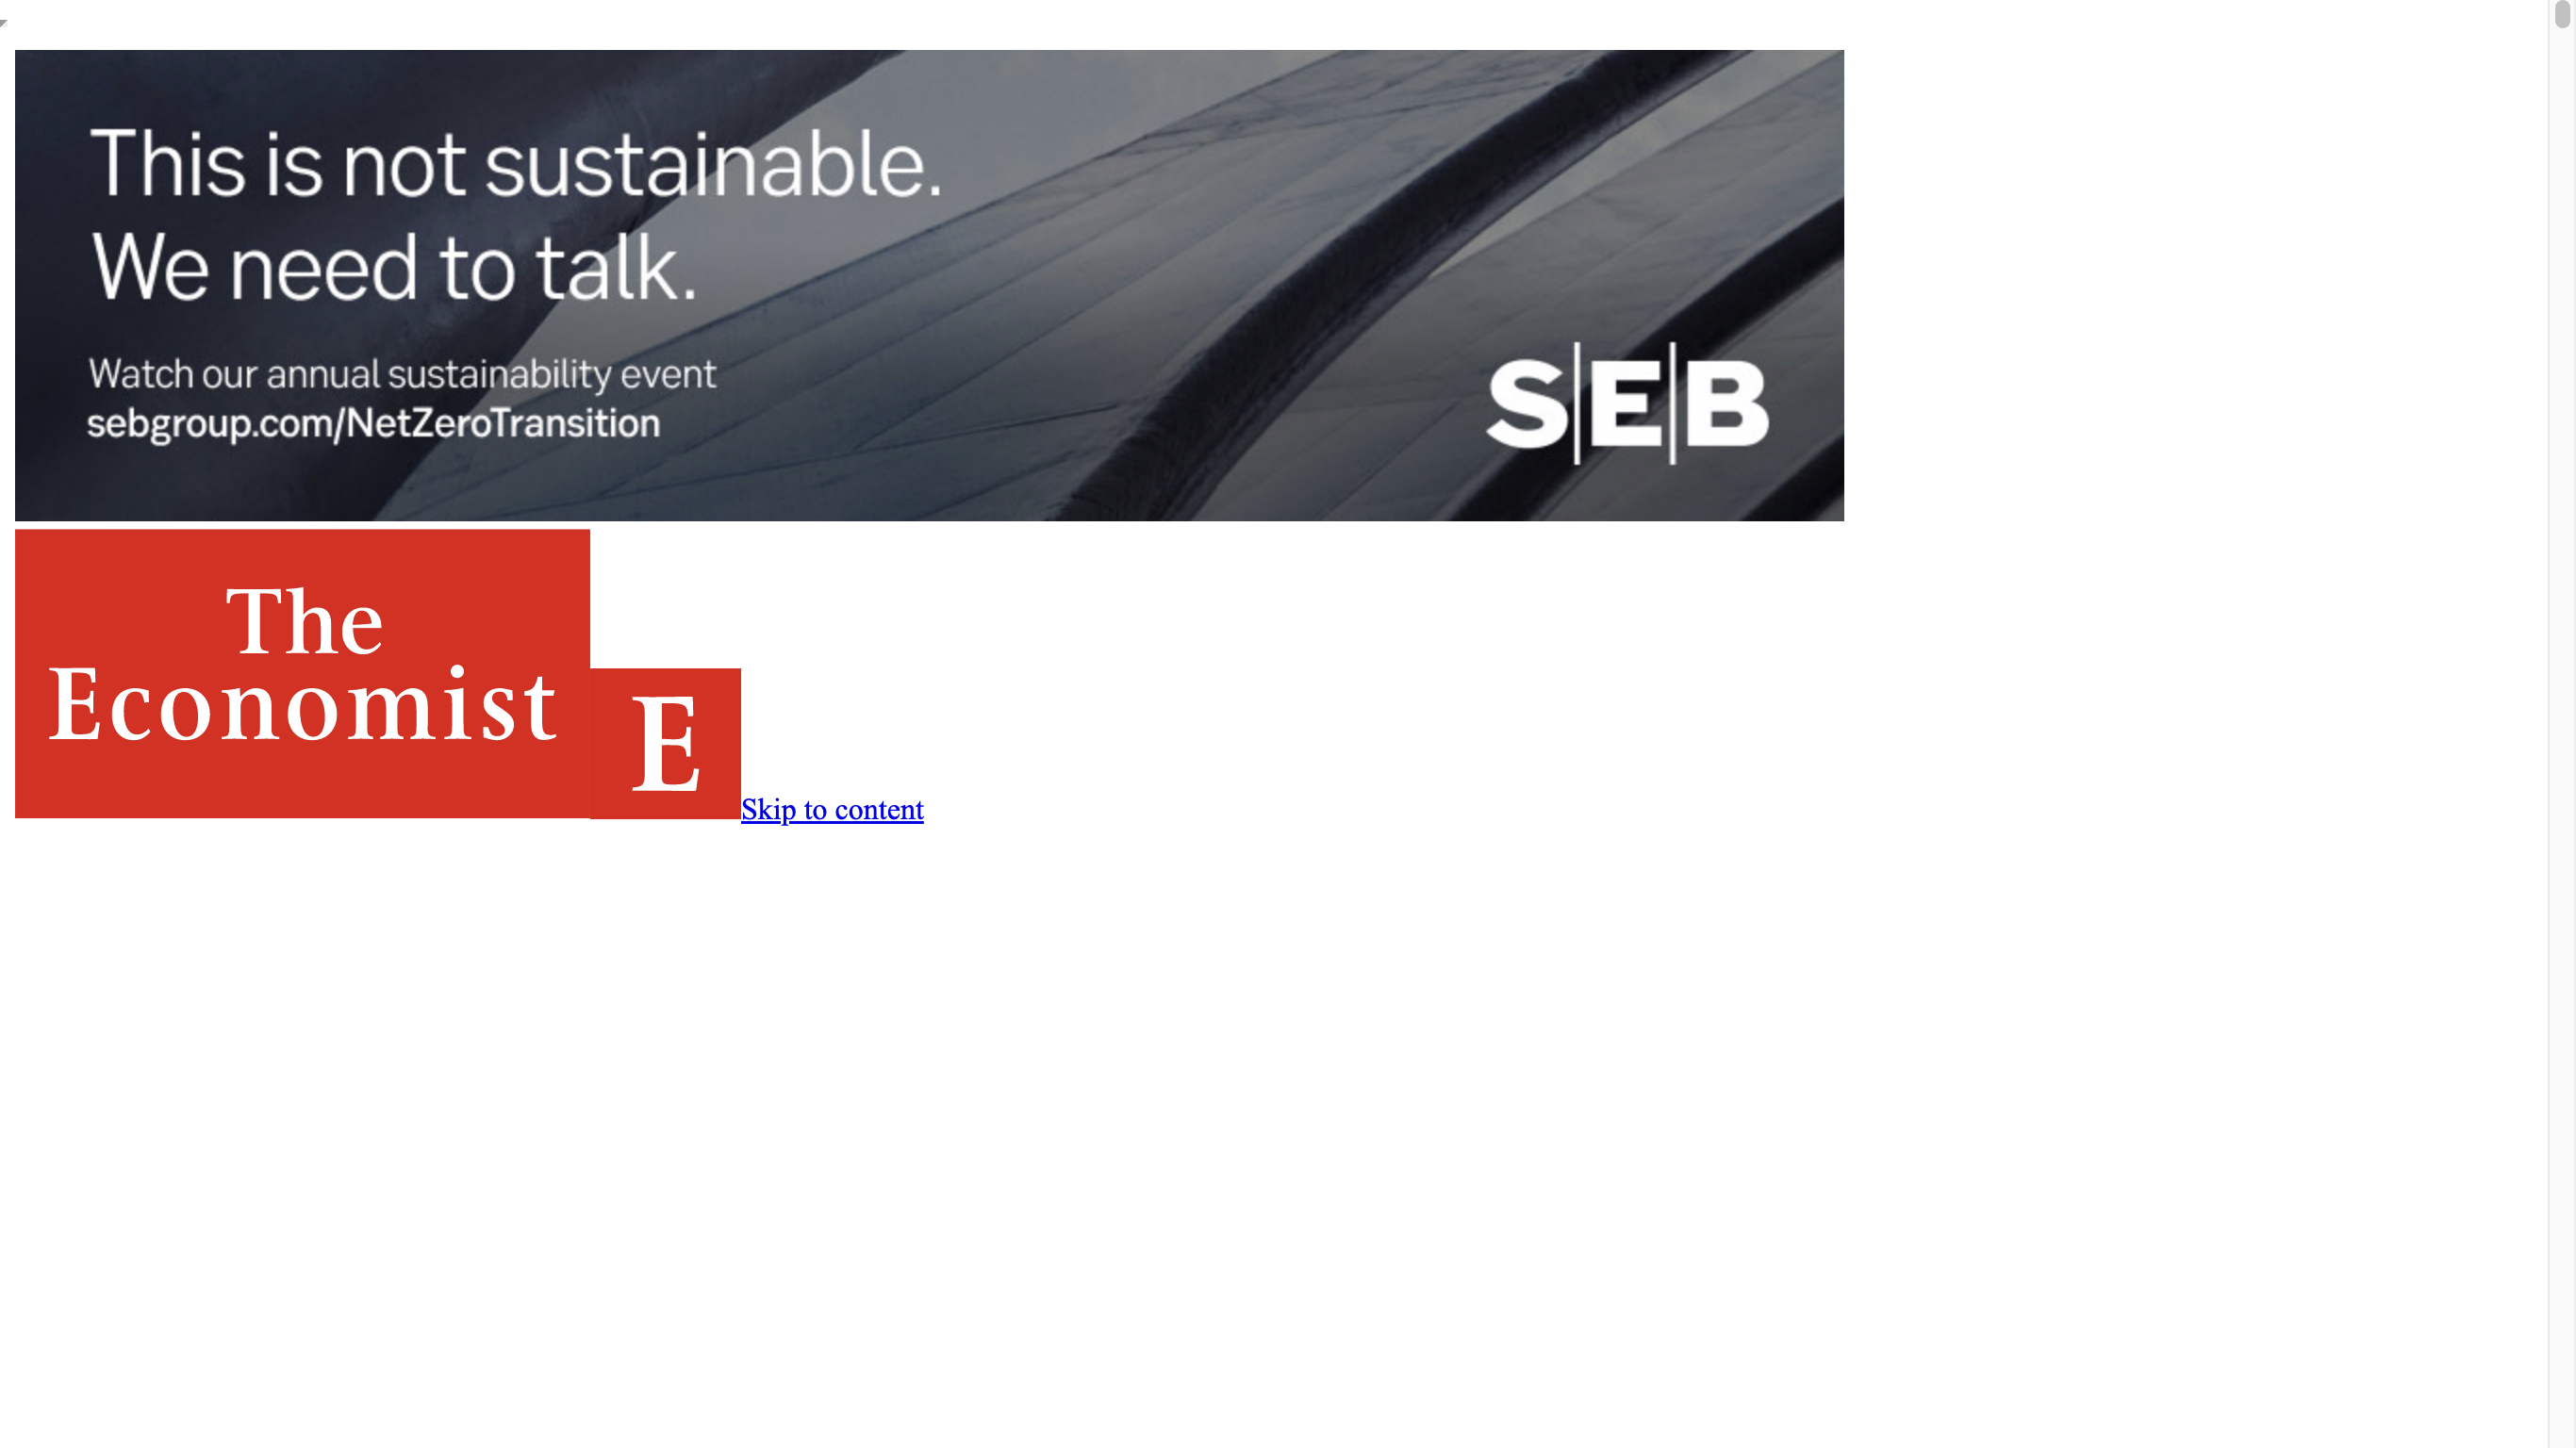 This is not sustainable.
We need to talk.
Watch our annual sustainability event
sebgroup.com/NetZeroTransition
S|E|B
The
Economist
E
Skip to content